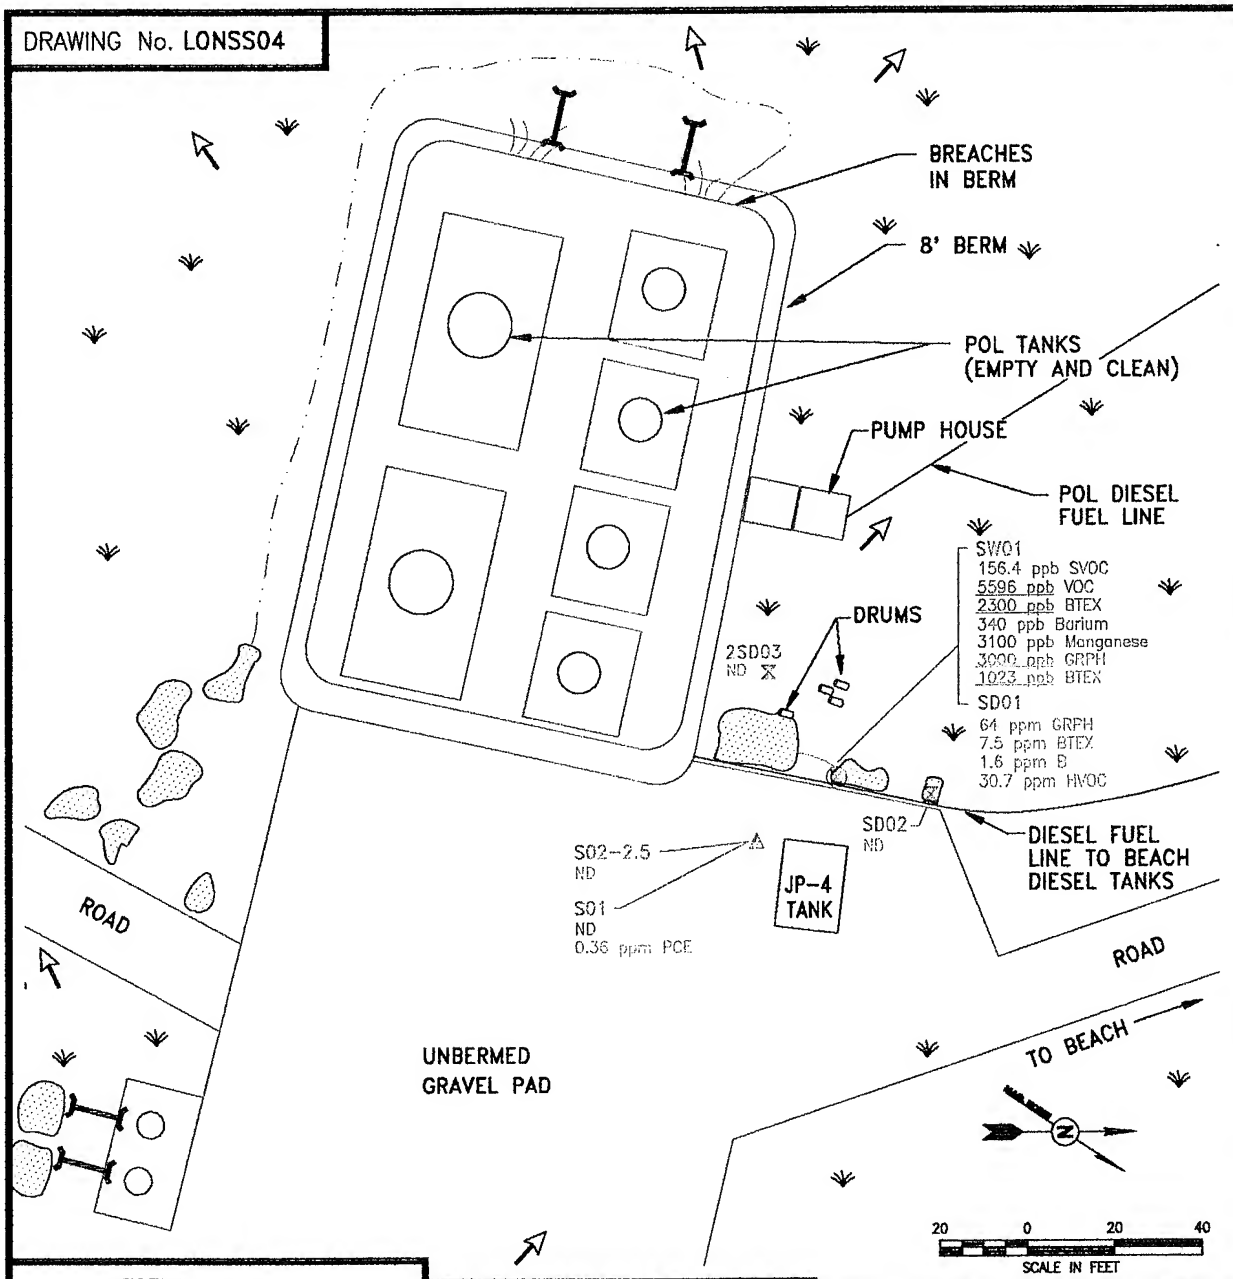 DRAWING No. LONSS04
BREACHES
IN BERM
8' BERM
POL TANKS
(EMPTY AND CLEAN)
PUMP HOUSE
POL DIESEL
FUEL LINE
SW01
156.4 ppb SVOC
5596 ppb VOC
2300 ppb BTEX
340 ppb Barium
3100 ppb Manganese
3000 ppb GRPH
1023 ppb BTEX
SD01
64 ppm GRPH
7.5 ppm BTEX
1.6 ppm B
30.7 ppm HVOC
DRUMS
2SD03
ND
SD02
ND
DIESEL FUEL
LINE TO BEACH
DIESEL TANKS
S02-2.5
ND
S01
ND
0.36 ppm PCE
JP-4
TANK
ROAD
ROAD
TO BEACH
UNBERMED
GRAVEL PAD
N
20 0 20 40
SCALE IN FEET